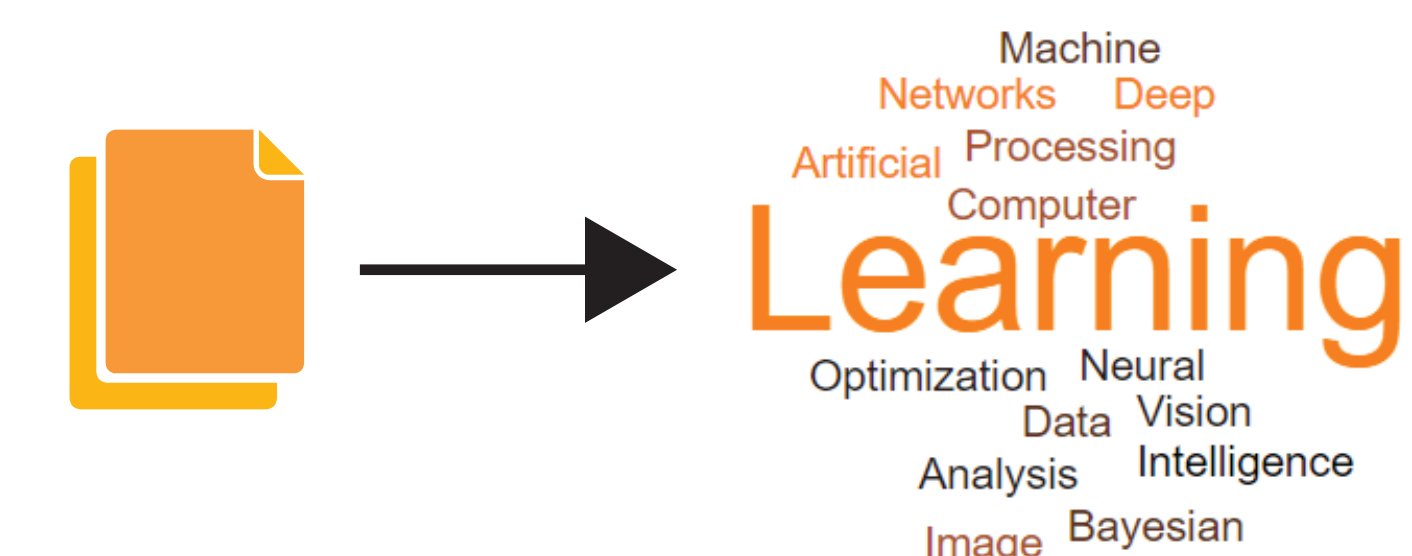 Machine
Networks Deep
Artificial Processing
Computer
Learning
Optimization Neural
Data Vision
Analysis Intelligence
Image Bayesian